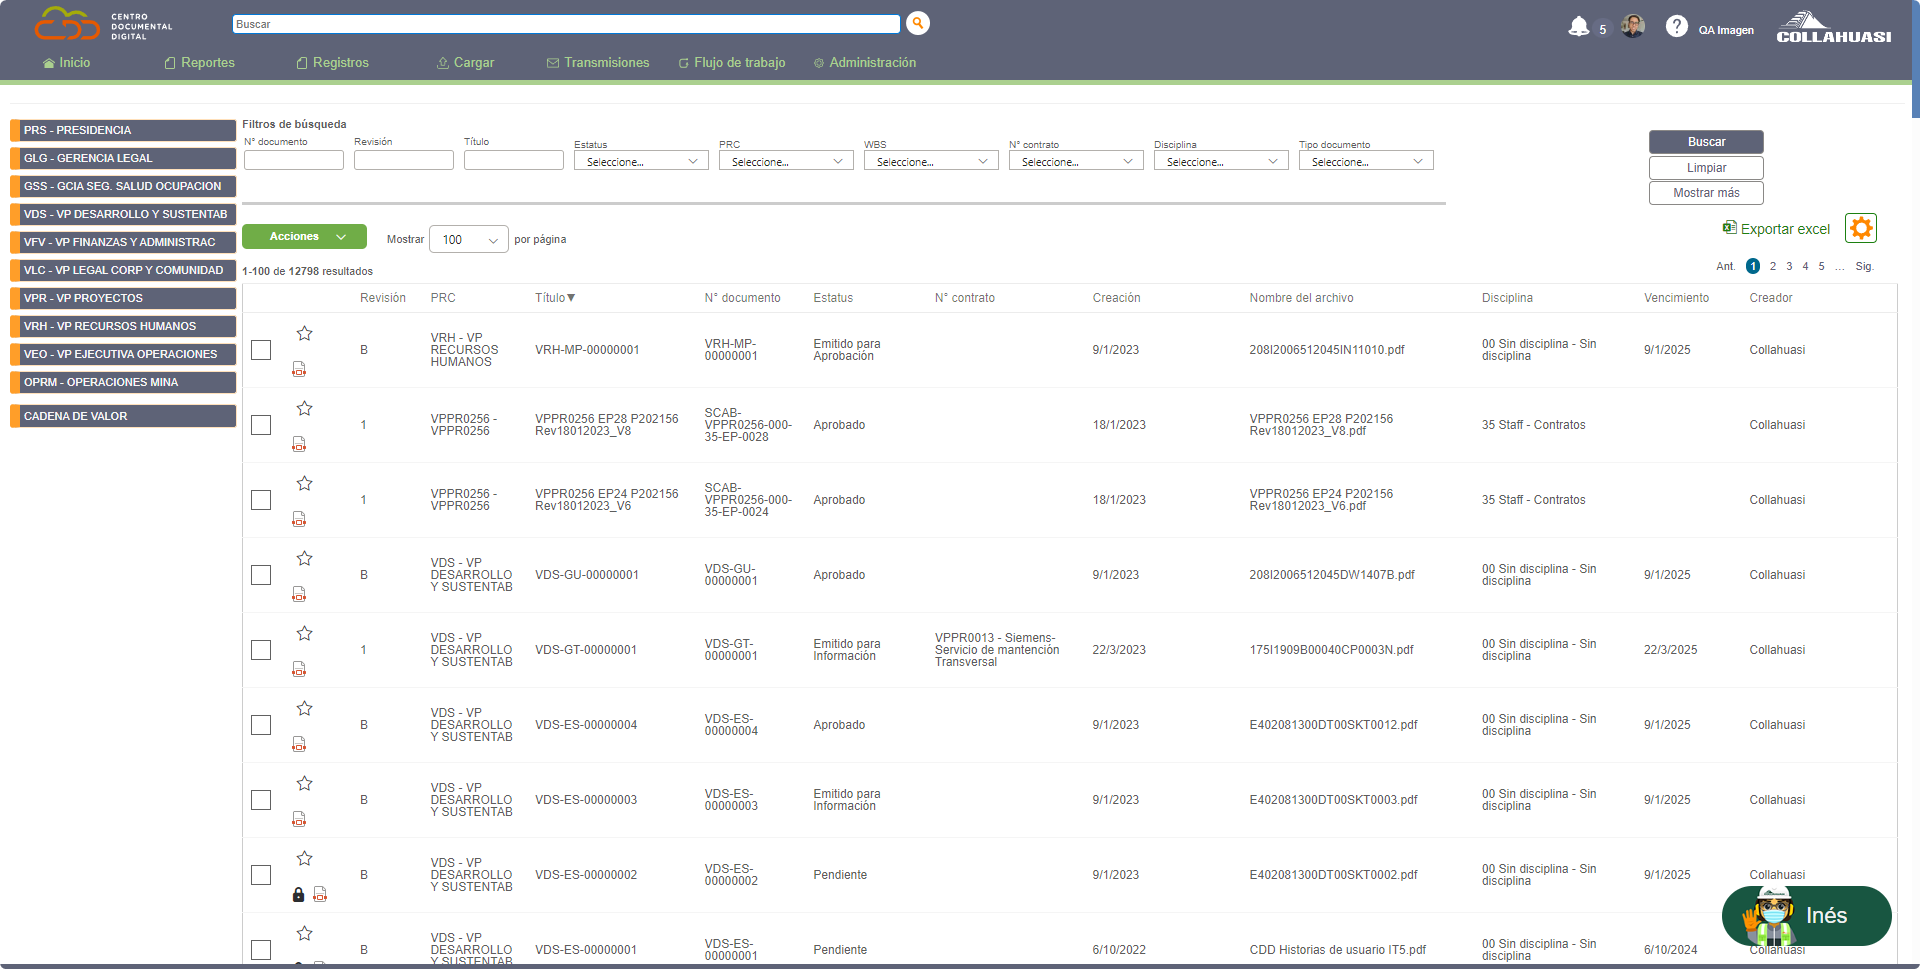 CENTRO
DOCUMENTAL
DIGITAL
Buscar
5
?
QA Imagen
COLLAHUASI
Inicio
Reportes
Registros
Cargar
Transmisiones
Flujo de trabajo
Administración
PRS - PRESIDENCIA
GLG - GERENCIA LEGAL
GSS - GCIA SEG. SALUD OCUPACION
VDS - VP DESARROLLO Y SUSTENTAB
VFV - VP FINANZAS Y ADMINISTRAC
VLC - VP LEGAL CORP Y COMUNIDAD
VPR - VP PROYECTOS
VRH - VP RECURSOS HUMANOS
VEO - VP EJECUTIVA OPERACIONES
OPRM - OPERACIONES MINA
CADENA DE VALOR
Filtros de búsqueda
N° documento
Revisión
Título
Estatus
Seleccione...
PRC
Seleccione...
WBS
Seleccione...
N° contrato
Seleccione...
Disciplina
Seleccione...
Tipo documento
Seleccione...
Buscar
Limpiar
Mostrar más
Acciones
Mostrar 100 por página
Exportar excel
1-100 de 12798 resultados
Ant. 1 2 3 4 5 ... Sig.
Revisión PRC Título▼ N° documento Estatus N° contrato Creación Nombre del archivo Disciplina Vencimiento Creador
B
VRH - VP
RECURSOS
HUMANOS
VRH-MP-00000001
VRH-MP-
00000001
Emitido para
Aprobación
9/1/2023
208I2006512045IN11010.pdf
00 Sin disciplina - Sin
disciplina
9/1/2025
Collahuasi
1
VPPR0256 -
VPPR0256
VPPR0256 EP28 P202156
Rev18012023_V8
SCAB-
VPPR0256-000-
35-EP-0028
Aprobado
18/1/2023
VPPR0256 EP28 P202156
Rev18012023_V8.pdf
35 Staff - Contratos
Collahuasi
1
VPPR0256 -
VPPR0256
VPPR0256 EP24 P202156
Rev18012023_V6
SCAB-
VPPR0256-000-
35-EP-0024
Aprobado
18/1/2023
VPPR0256 EP24 P202156
Rev18012023_V6.pdf
35 Staff - Contratos
Collahuasi
B
VDS - VP
DESARROLLO
Y SUSTENTAB
VDS-GU-00000001
VDS-GU-
00000001
Aprobado
9/1/2023
208I2006512045DW1407B.pdf
00 Sin disciplina - Sin
disciplina
9/1/2025
Collahuasi
1
VDS - VP
DESARROLLO
Y SUSTENTAB
VDS-GT-00000001
VDS-GT-
00000001
Emitido para
Información
VPPR0013 - Siemens-
Servicio de mantención
Transversal
22/3/2023
175I1909B00040CP0003N.pdf
00 Sin disciplina - Sin
disciplina
22/3/2025
Collahuasi
B
VDS - VP
DESARROLLO
Y SUSTENTAB
VDS-ES-00000004
VDS-ES-
00000004
Aprobado
9/1/2023
E402081300DT00SKT0012.pdf
00 Sin disciplina - Sin
disciplina
9/1/2025
Collahuasi
B
VDS - VP
DESARROLLO
Y SUSTENTAB
VDS-ES-00000003
VDS-ES-
00000003
Emitido para
Información
9/1/2023
E402081300DT00SKT0003.pdf
00 Sin disciplina - Sin
disciplina
9/1/2025
Collahuasi
B
VDS - VP
DESARROLLO
Y SUSTENTAB
VDS-ES-00000002
VDS-ES-
00000002
Pendiente
9/1/2023
E402081300DT00SKT0002.pdf
00 Sin disciplina - Sin
disciplina
9/1/2025
Collahuasi
B
VDS - VP
DESARROLLO
Y SUSTENTAB
VDS-ES-00000001
VDS-ES-
00000001
Pendiente
6/10/2022
CDD Historias de usuario IT5.pdf
00 Sin disciplina - Sin
disciplina
6/10/2024
Collahuasi
Inés